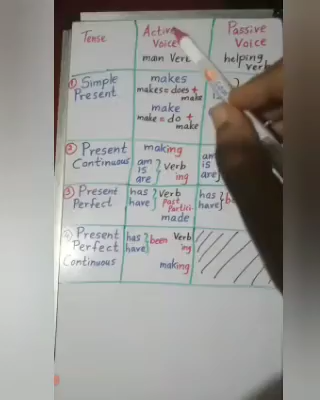 Tense
Active
Voice
main Verb
Passive
Voice
helping
verb
① Simple
Present
makes
makes = does +
make
make
make = do +
make
② Present
Continuous
making
am
is
are
Verb
ing
am
is
are
③ Present
Perfect
has
have
Verb
Past
Partici-
made
has
have
Present
Perfect
Continuous
has
have
been
Verb
ing
making